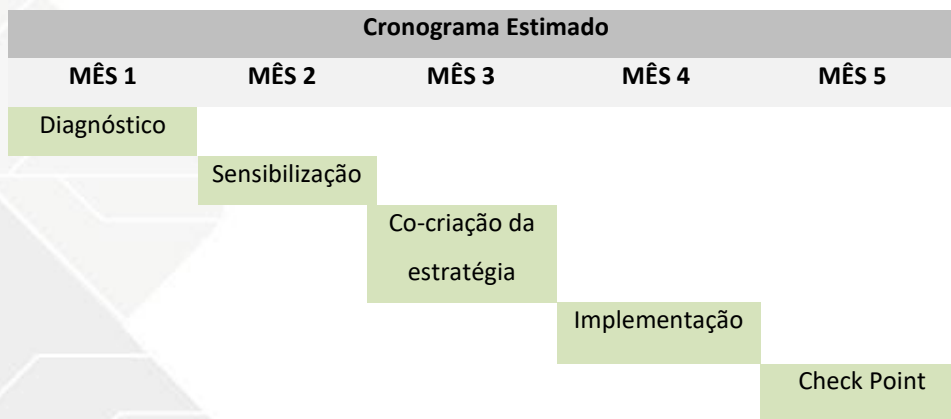 Cronograma Estimado
MÊS 1 MÊS 2 MÊS 3 MÊS 4 MÊS 5
Diagnóstico
Sensibilização
Co-criação da
estratégia
Implementação
Check Point